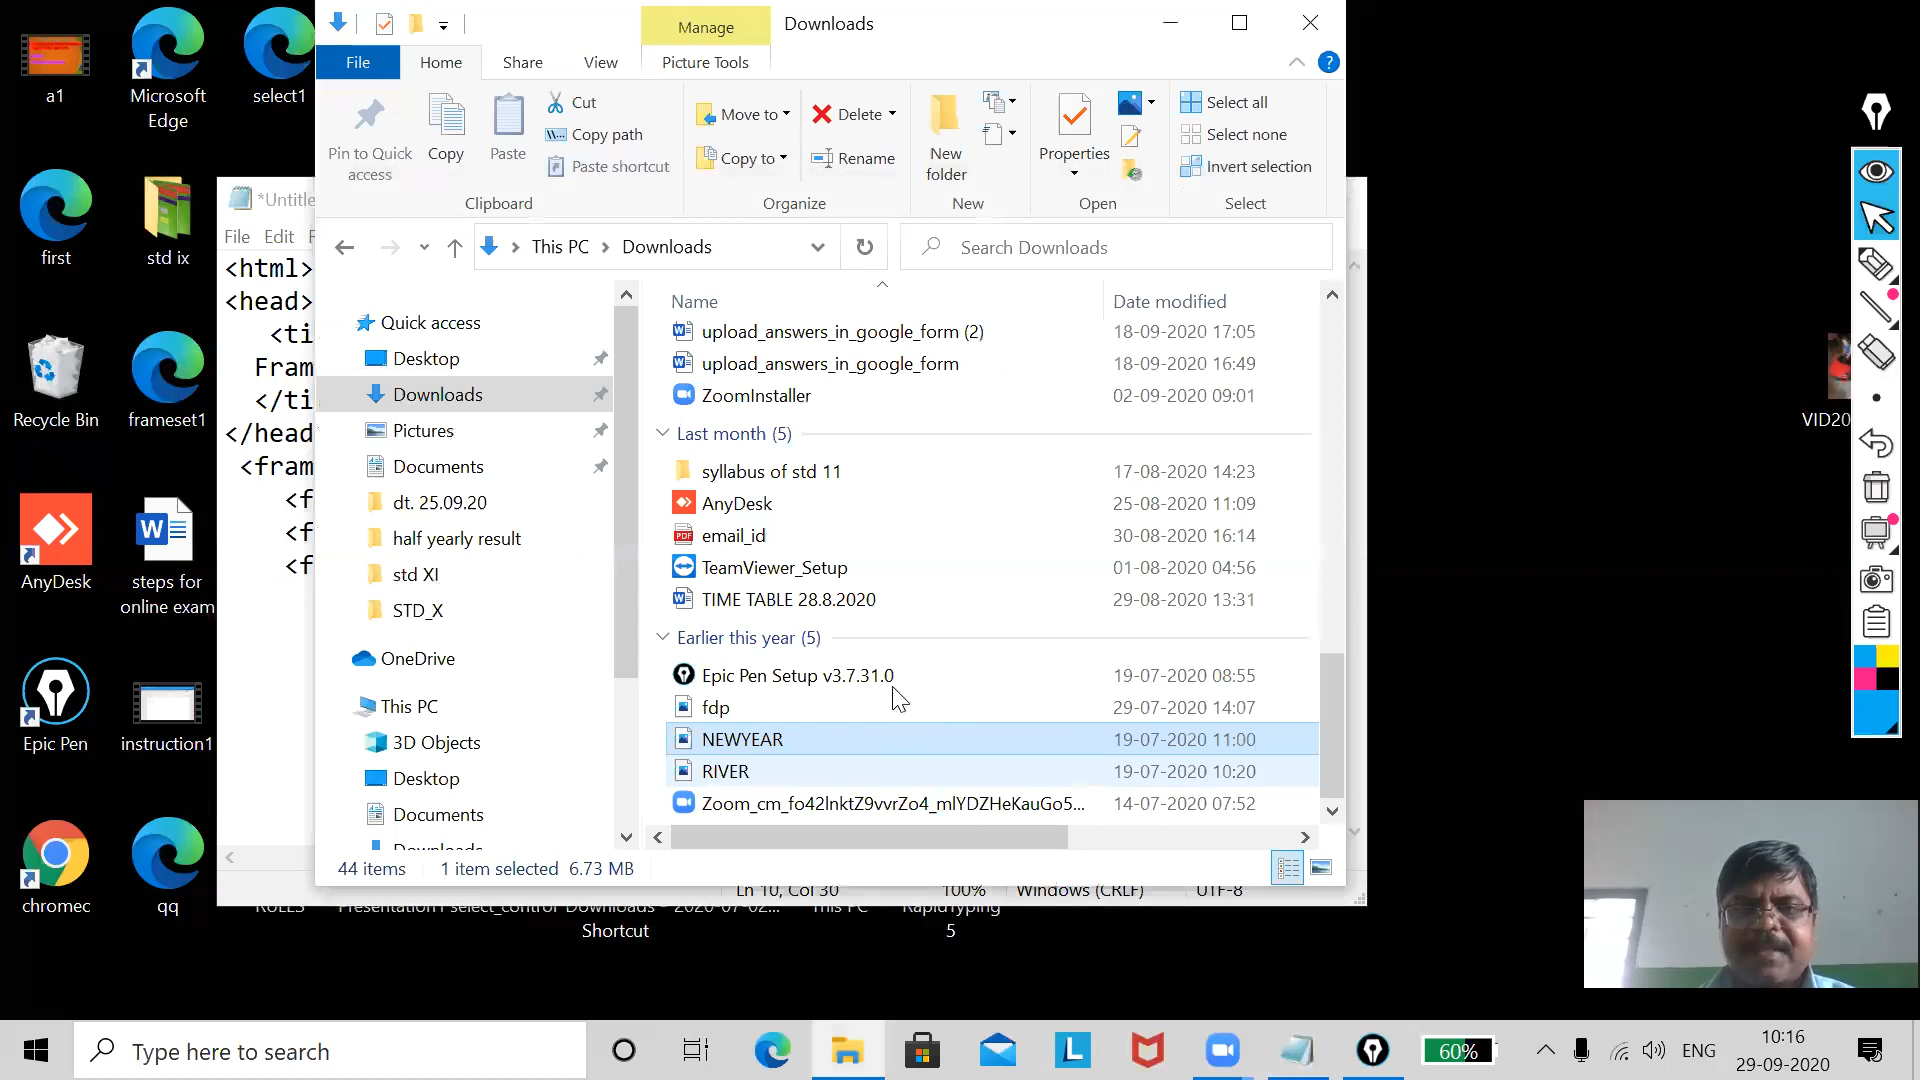 Manage
Downloads
File
Home
Share
View
Picture Tools
Pin to Quick access
Copy
Paste
Cut
Copy path
Paste shortcut
Clipboard
Move to
Copy to
Delete
Rename
Organize
New folder
New
Properties
Open
Select all
Select none
Invert selection
Select
This PC
Downloads
Search Downloads
Quick access
Desktop
Downloads
Pictures
Documents
dt. 25.09.20
half yearly result
std XI
STD_X
OneDrive
This PC
3D Objects
Desktop
Documents
Name
Date modified
upload_answers_in_google_form (2) 18-09-2020 17:05
upload_answers_in_google_form 18-09-2020 16:49
ZoomInstaller 02-09-2020 09:01
Last month (5)
syllabus of std 11 17-08-2020 14:23
AnyDesk 25-08-2020 11:09
email_id 30-08-2020 16:14
TeamViewer_Setup 01-08-2020 04:56
TIME TABLE 28.8.2020 29-08-2020 13:31
Earlier this year (5)
Epic Pen Setup v3.7.31.0 19-07-2020 08:55
fdp 29-07-2020 14:07
NEWYEAR 19-07-2020 11:00
RIVER 19-07-2020 10:20
Zoom_cm_fo42lnktZ9vvrZo4_mlYDZHeKauGo5... 14-07-2020 07:52
44 items 1 item selected 6.73 MB
*Untitle
File Edit F
<html>
<head>
<ti
Fram
</ti
</head
<fram
<f
<f
<f
Ln 10, Col 30 100% Windows (CRLF) UTF-8
a1
Microsoft Edge
select1
first
std ix
Recycle Bin
frameset1
AnyDesk
steps for online exam
Epic Pen
instruction1
chromec
qq
RULES
Presentation1
select_control
Downloads - Shortcut
2020-07-02...
This PC
RapidTyping 5
VID20
Type here to search
60%
ENG
10:16
29-09-2020